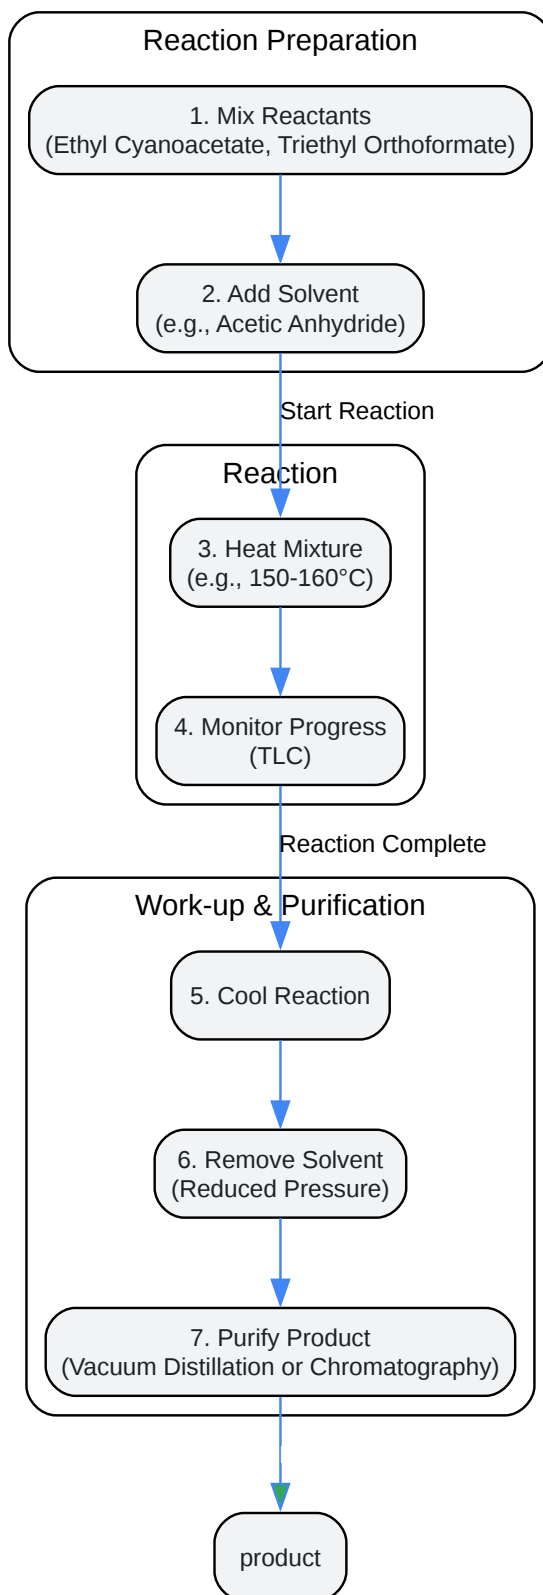 Reaction Preparation
1. Mix Reactants
(Ethyl Cyanoacetate, Triethyl Orthoformate)
2. Add Solvent
(e.g., Acetic Anhydride)
Start Reaction
Reaction
3. Heat Mixture
(e.g., 150-160°C)
4. Monitor Progress
(TLC)
Reaction Complete
Work-up & Purification
5. Cool Reaction
6. Remove Solvent
(Reduced Pressure)
7. Purify Product
(Vacuum Distillation or Chromatography)
product